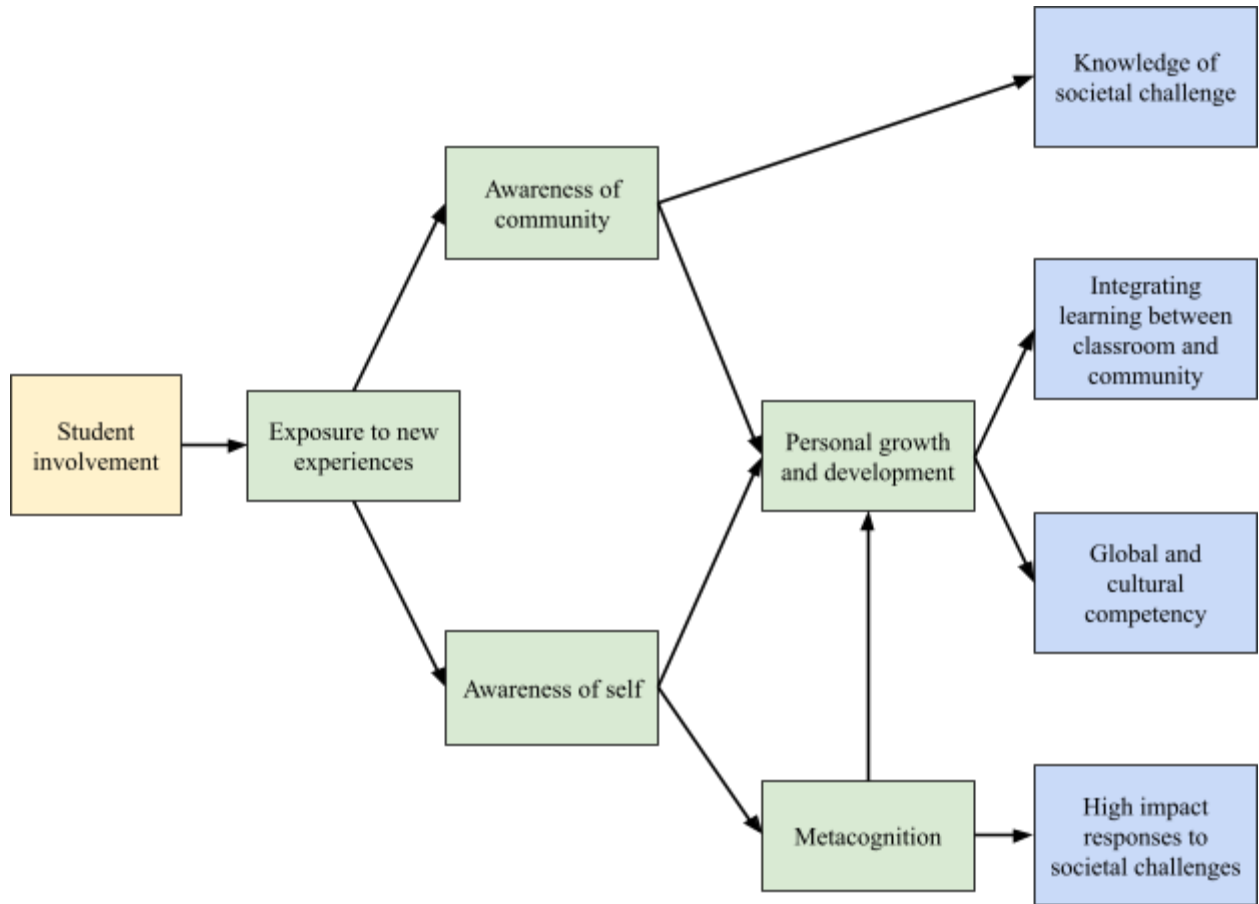 Knowledge of
societal challenge
Awareness of
community
Integrating
learning between
classroom and
community
Student
involvement
Exposure to new
experiences
Personal growth
and development
Global and
cultural
competency
Awareness of self
Metacognition
High impact
responses to
societal challenges